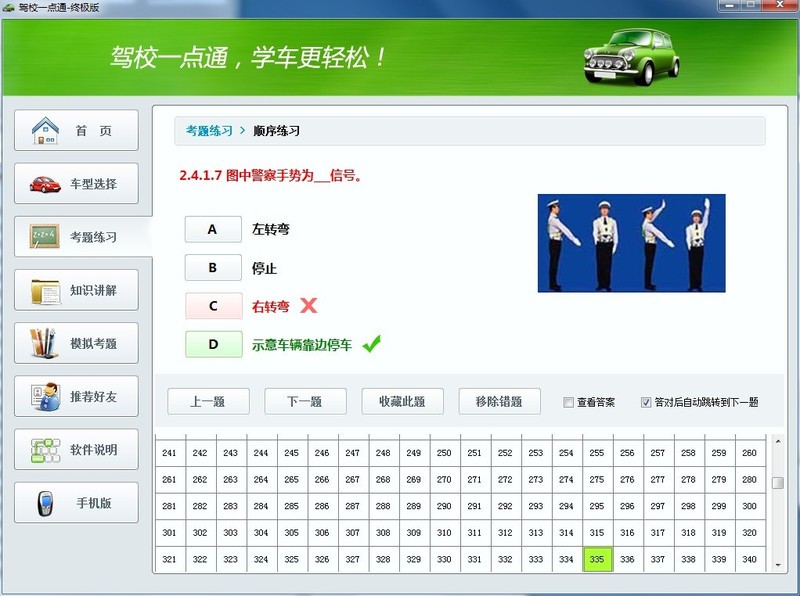 驾校一点通-终极版
驾校一点通，学车更轻松！
首 页
车型选择
考题练习
知识讲解
模拟考题
推荐好友
软件说明
手机版
考题练习 > 顺序练习
2.4.1.7 图中警察手势为___信号。
A 左转弯
B 停止
C 右转弯
D 示意车辆靠边停车
上一题 下一题 收藏此题 移除错题 查看答案 答对后自动跳转到下一题
241 242 243 244 245 246 247 248 249 250 251 252 253 254 255 256 257 258 259 260
261 262 263 264 265 266 267 268 269 270 271 272 273 274 275 276 277 278 279 280
281 282 283 284 285 286 287 288 289 290 291 292 293 294 295 296 297 298 299 300
301 302 303 304 305 306 307 308 309 310 311 312 313 314 315 316 317 318 319 320
321 322 323 324 325 326 327 328 329 330 331 332 333 334 335 336 337 338 339 340